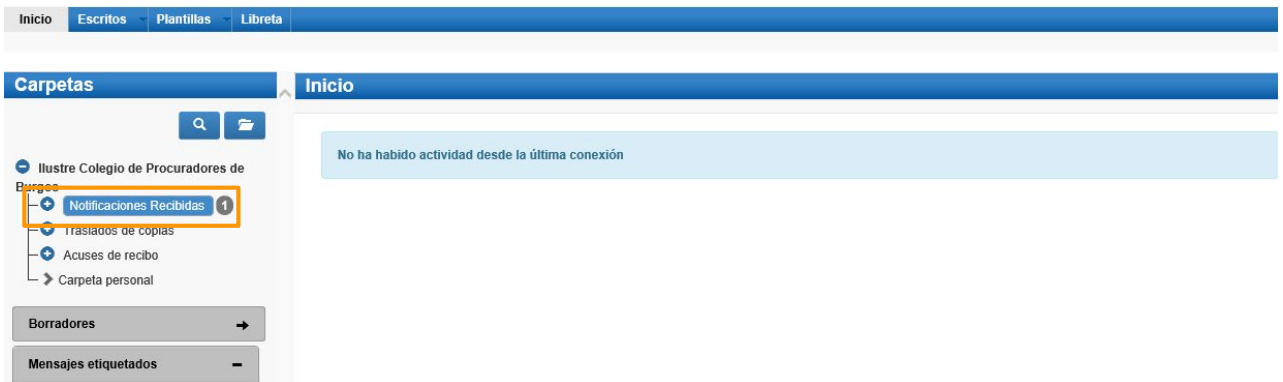 Inicio Escritos Plantillas Libreta
Carpetas
Inicio
No ha habido actividad desde la última conexión
Ilustre Colegio de Procuradores de
Burgos
Notificaciones Recibidas 1
Traslados de copias
Acuses de recibo
Carpeta personal
Borradores
Mensajes etiquetados